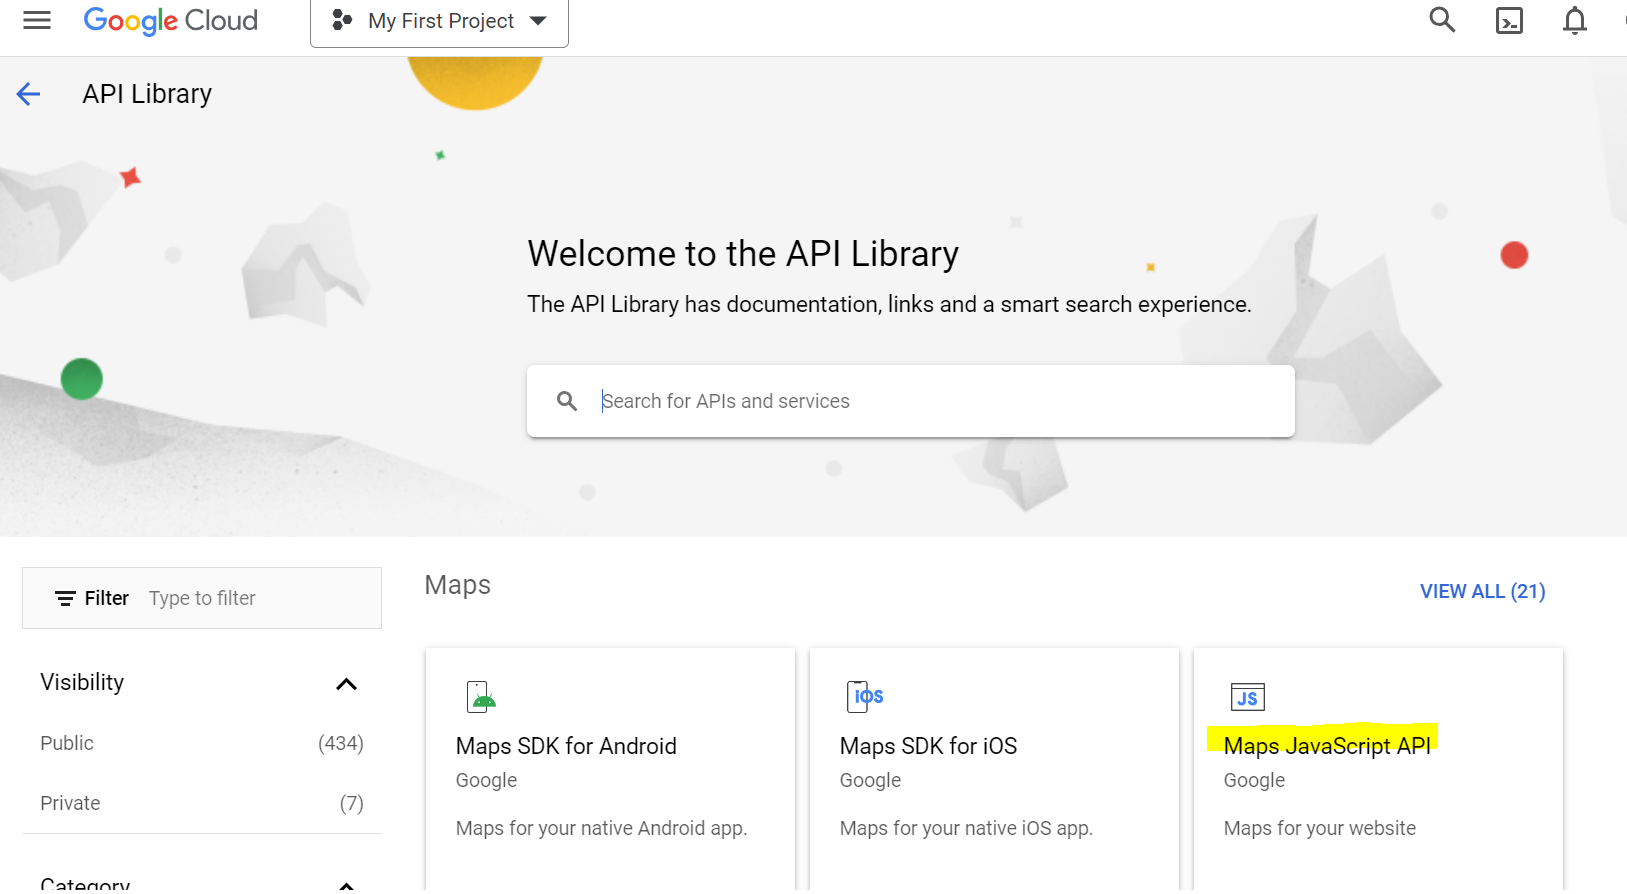 Google Cloud
My First Project
API Library
Welcome to the API Library
The API Library has documentation, links and a smart search experience.
Search for APIs and services
Filter Type to filter
Visibility
Public (434)
Private (7)
Category
Maps
VIEW ALL (21)
Maps SDK for Android
Google
Maps for your native Android app.
iOS
Maps SDK for iOS
Google
Maps for your native iOS app.
JS
Maps JavaScript API
Google
Maps for your website